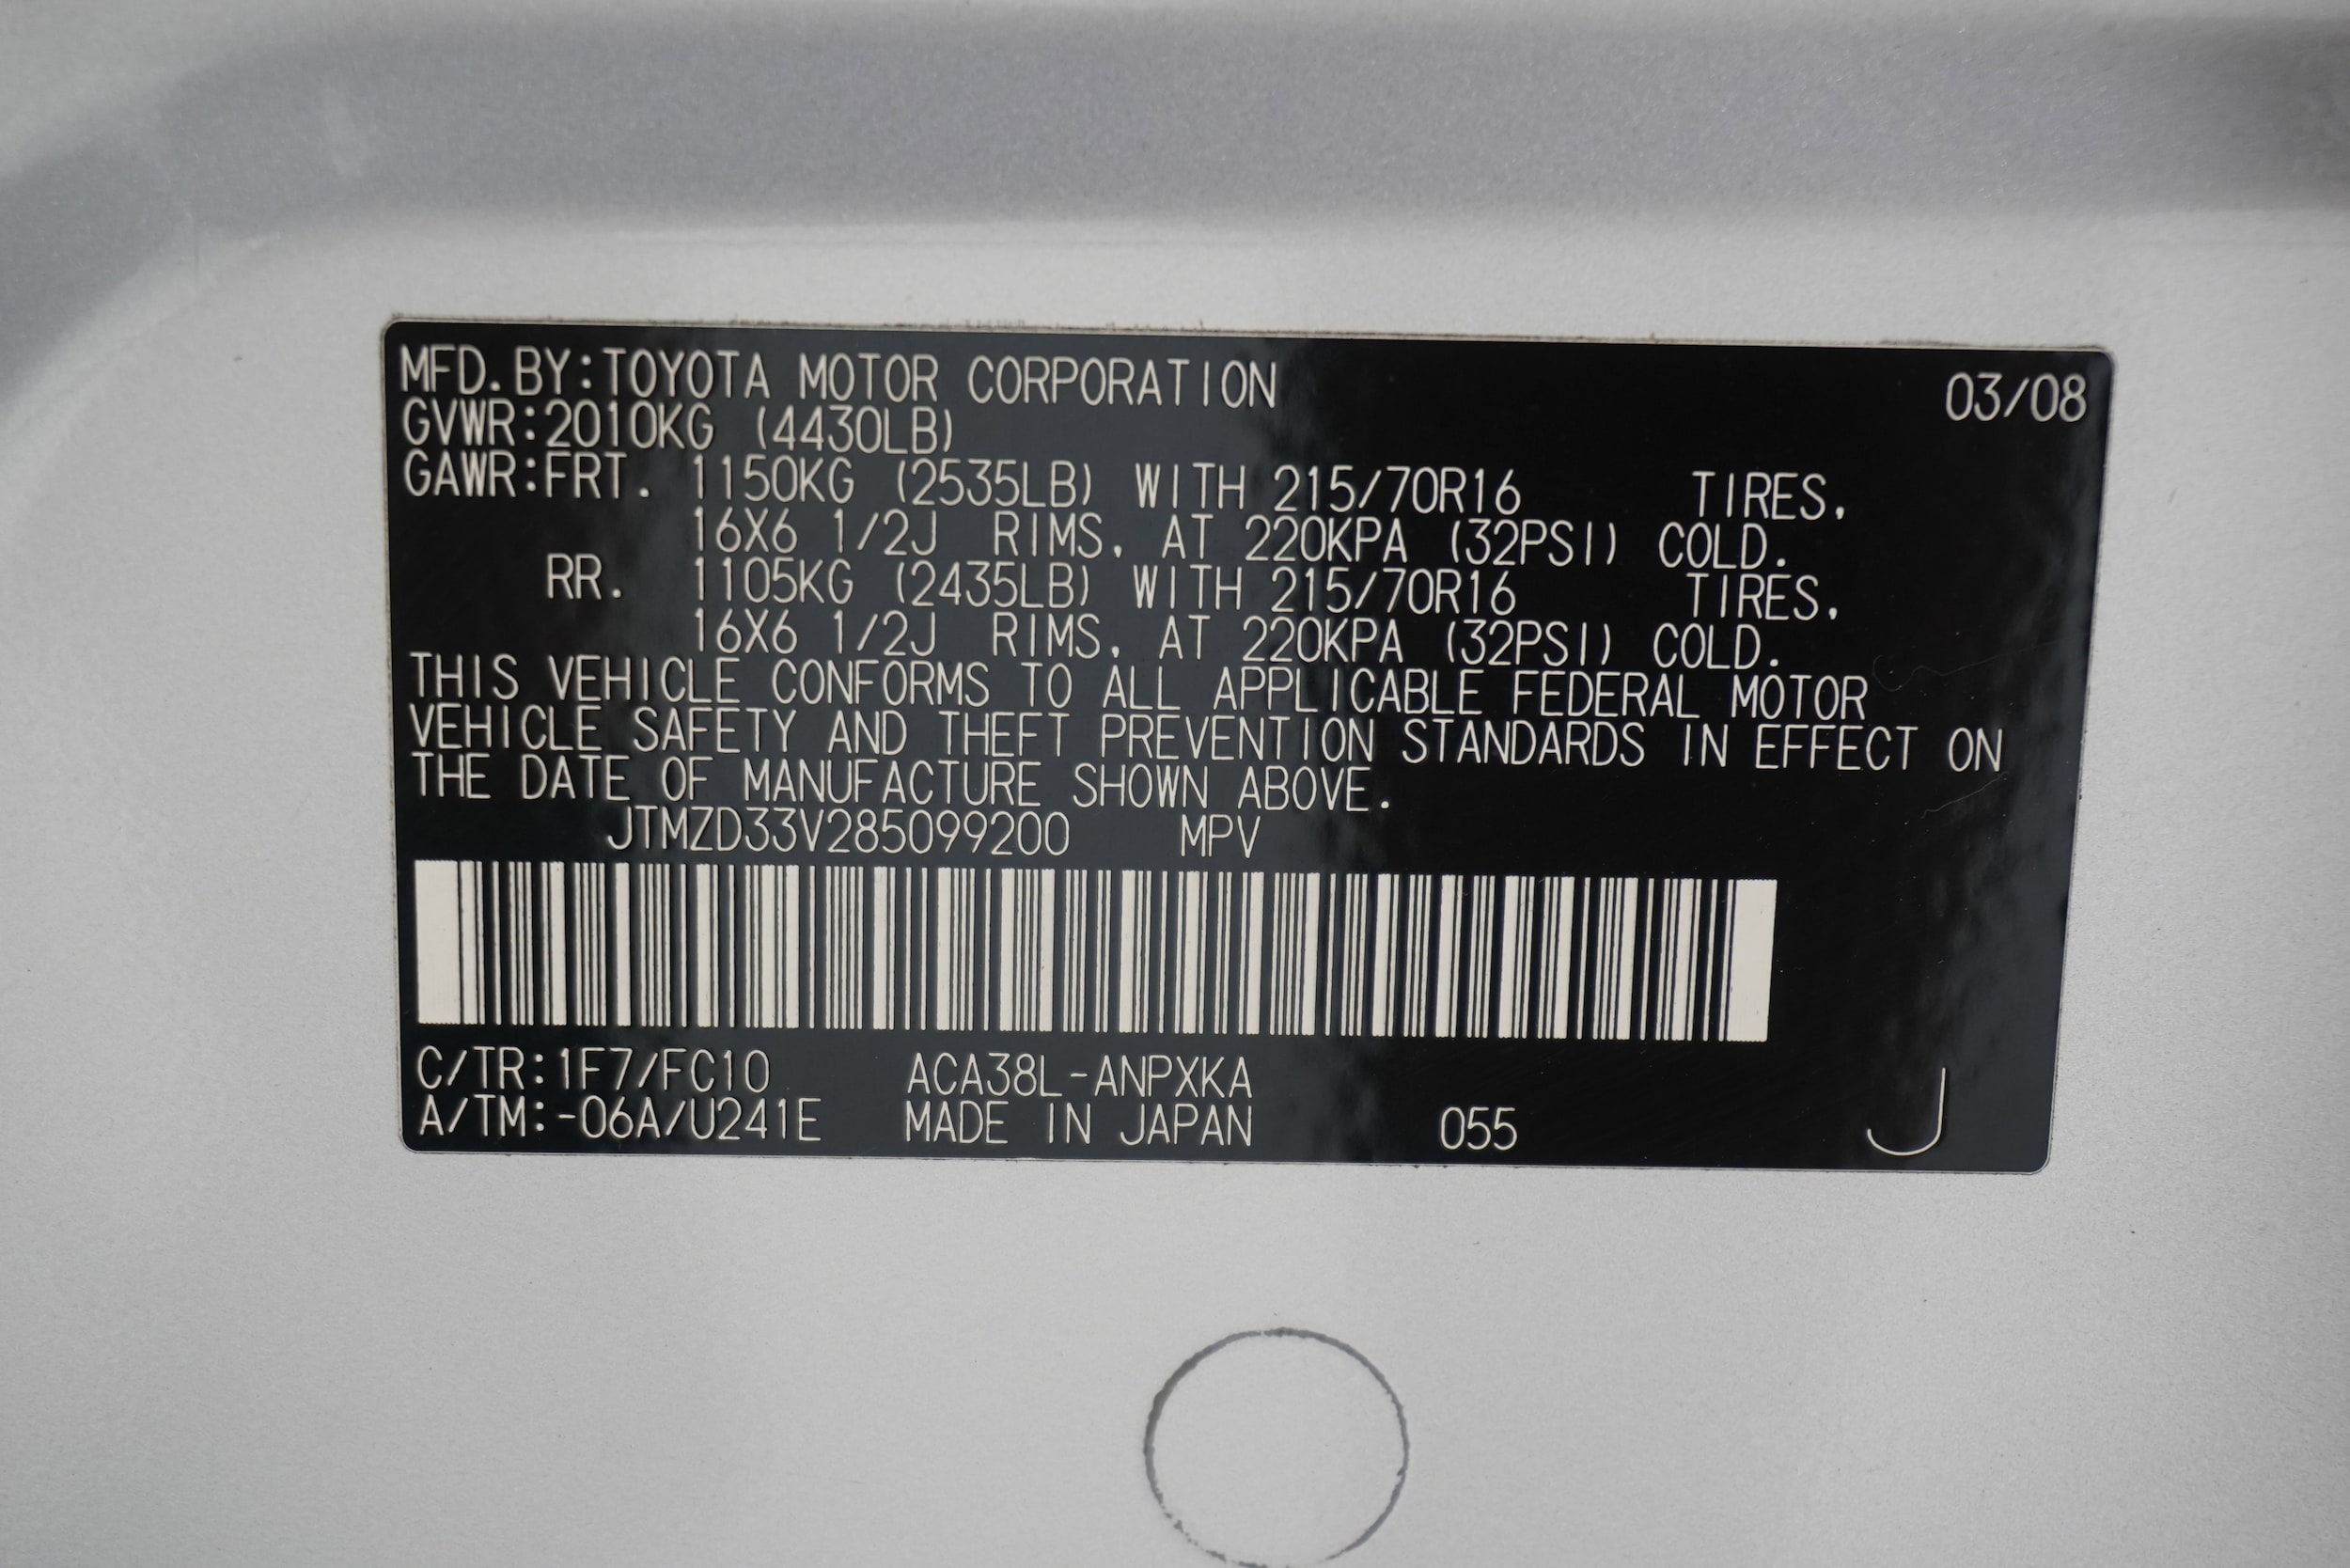 MFD. BY:TOYOTA MOTOR CORPORATION 03/08
GVWR:2010KG (4430LB)
GAWR:FRT. 1150KG (2535LB) WITH 215/70R16 TIRES,
16X6 1/2J RIMS, AT 220KPA (32PSI) COLD.
RR. 1105KG (2435LB) WITH 215/70R16 TIRES,
16X6 1/2J RIMS, AT 220KPA (32PSI) COLD.
THIS VEHICLE CONFORMS TO ALL APPLICABLE FEDERAL MOTOR
VEHICLE SAFETY AND THEFT PREVENTION STANDARDS IN EFFECT ON
THE DATE OF MANUFACTURE SHOWN ABOVE.
JTMZD33V285099200 MPV
C/TR:1F7/FC10 ACA38L-ANPXKA
A/TM:-06A/U241E MADE IN JAPAN 055 J